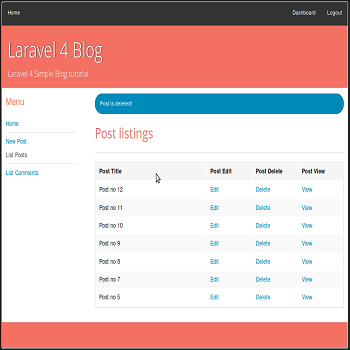 Home Dashboard Logout
Laravel 4 Blog
Laravel 4 Simple Blog tutorial
Menu
Home
New Post
List Posts
List Comments
Post is deleted!
Post listings
Post Title Post Edit Post Delete Post View
Post no 12 Edit Delete View
Post no 11 Edit Delete View
Post no 10 Edit Delete View
Post no 9 Edit Delete View
Post no 8 Edit Delete View
Post no 7 Edit Delete View
Post no 5 Edit Delete View